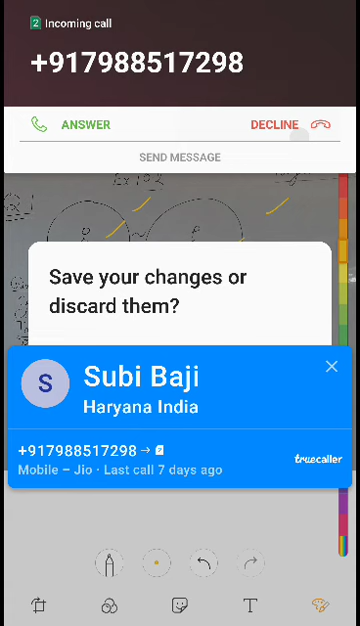 2 Incoming call
+917988517298
ANSWER DECLINE
SEND MESSAGE
Save your changes or
discard them?
S
Subi Baji
Haryana India
+917988517298 → 2
Mobile – Jio · Last call 7 days ago
truecaller
T